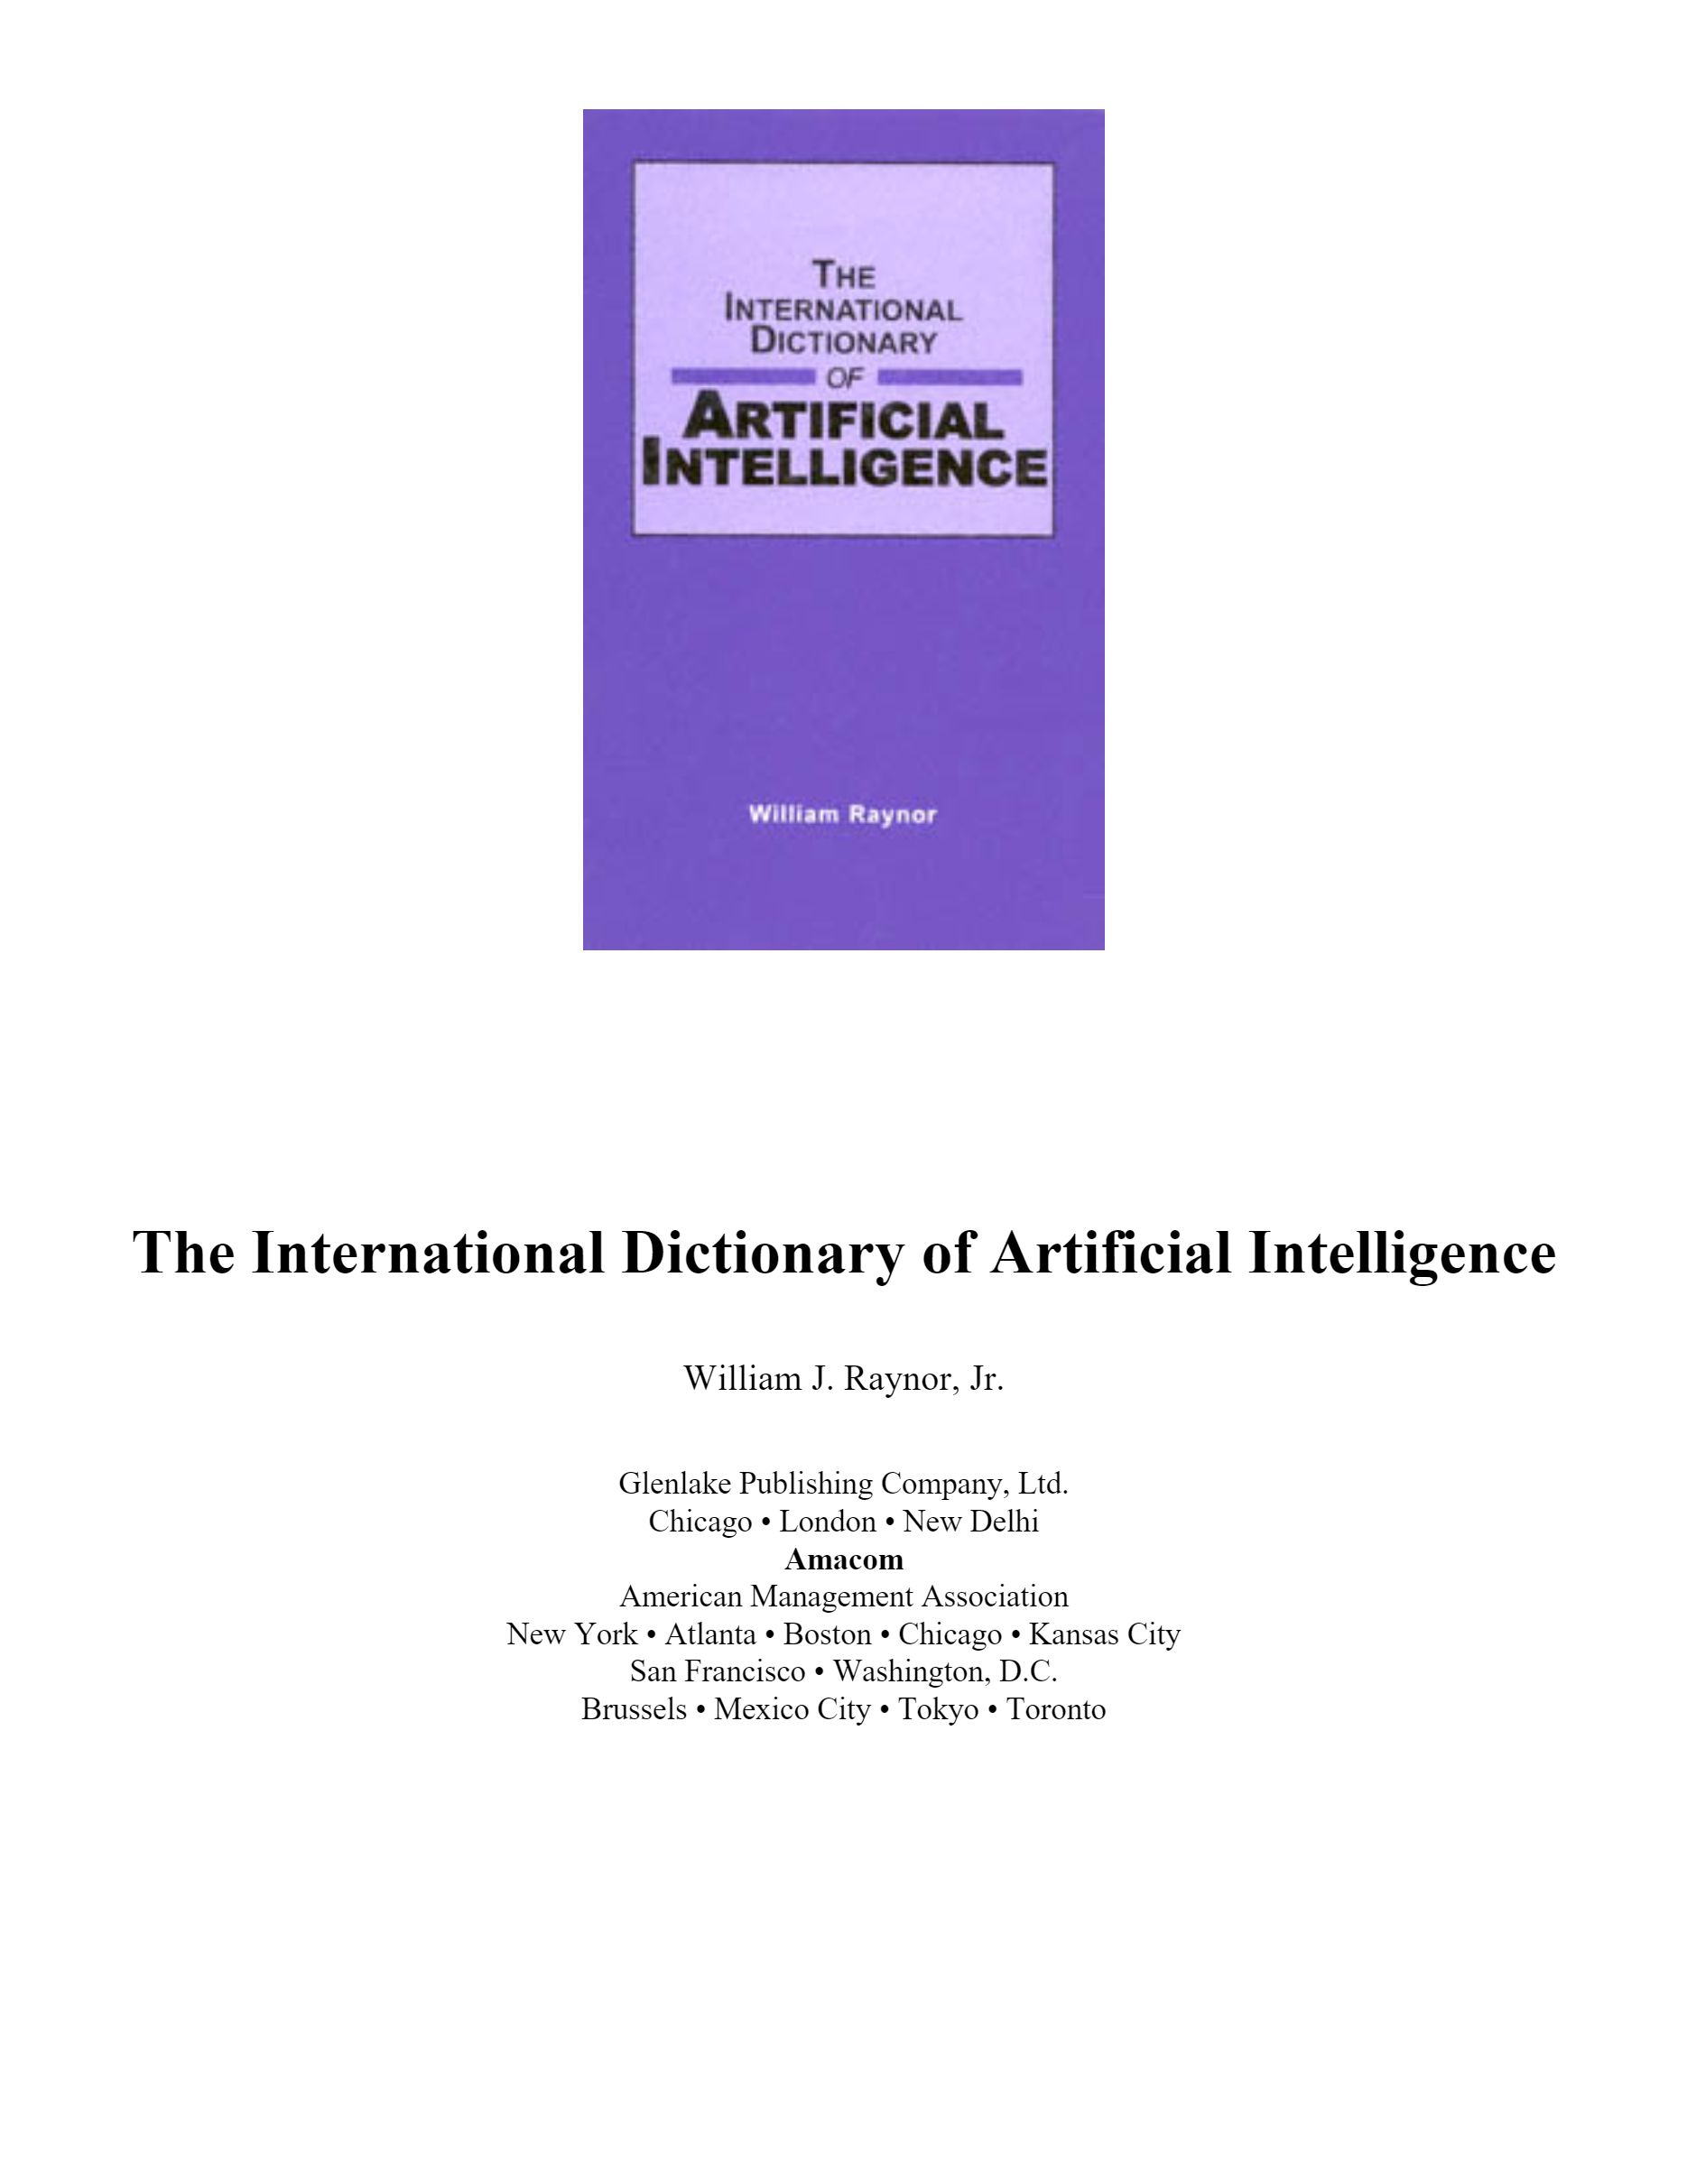 THE
INTERNATIONAL
DICTIONARY
OF
ARTIFICIAL
INTELLIGENCE
William Raynor
The International Dictionary of Artificial Intelligence
William J. Raynor, Jr.
Glenlake Publishing Company, Ltd.
Chicago • London • New Delhi
Amacom
American Management Association
New York • Atlanta • Boston • Chicago • Kansas City
San Francisco • Washington, D.C.
Brussels • Mexico City • Tokyo • Toronto